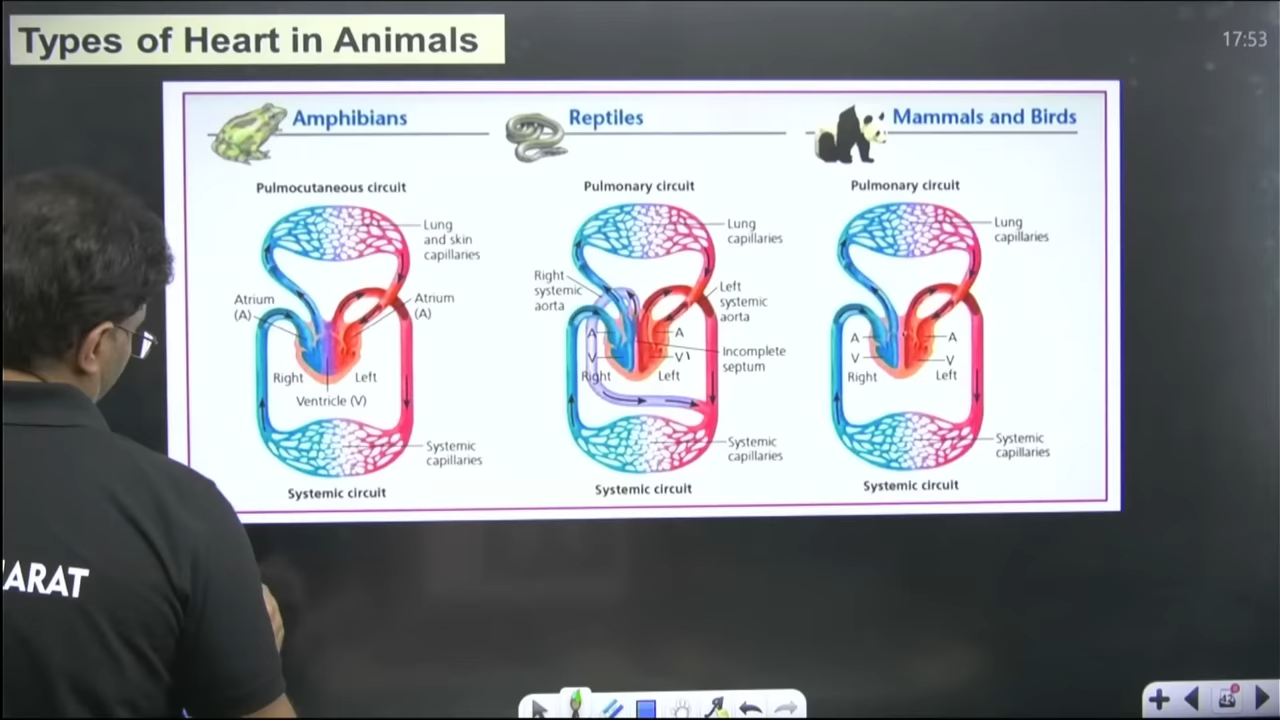 Types of Heart in Animals
17:53
Amphibians
Reptiles
Mammals and Birds
Pulmocutaneous circuit
Lung
and skin
capillaries
Atrium
(A)
Atrium
(A)
Right
Left
Ventricle (V)
Systemic
capillaries
Systemic circuit
Pulmonary circuit
Lung
capillaries
Right
systemic
aorta
Left
systemic
aorta
A
A
V
V
Incomplete
septum
Right
Left
Systemic
capillaries
Systemic circuit
Pulmonary circuit
Lung
capillaries
A
A
V
V
Right
Left
Systemic
capillaries
Systemic circuit
ARAT
42